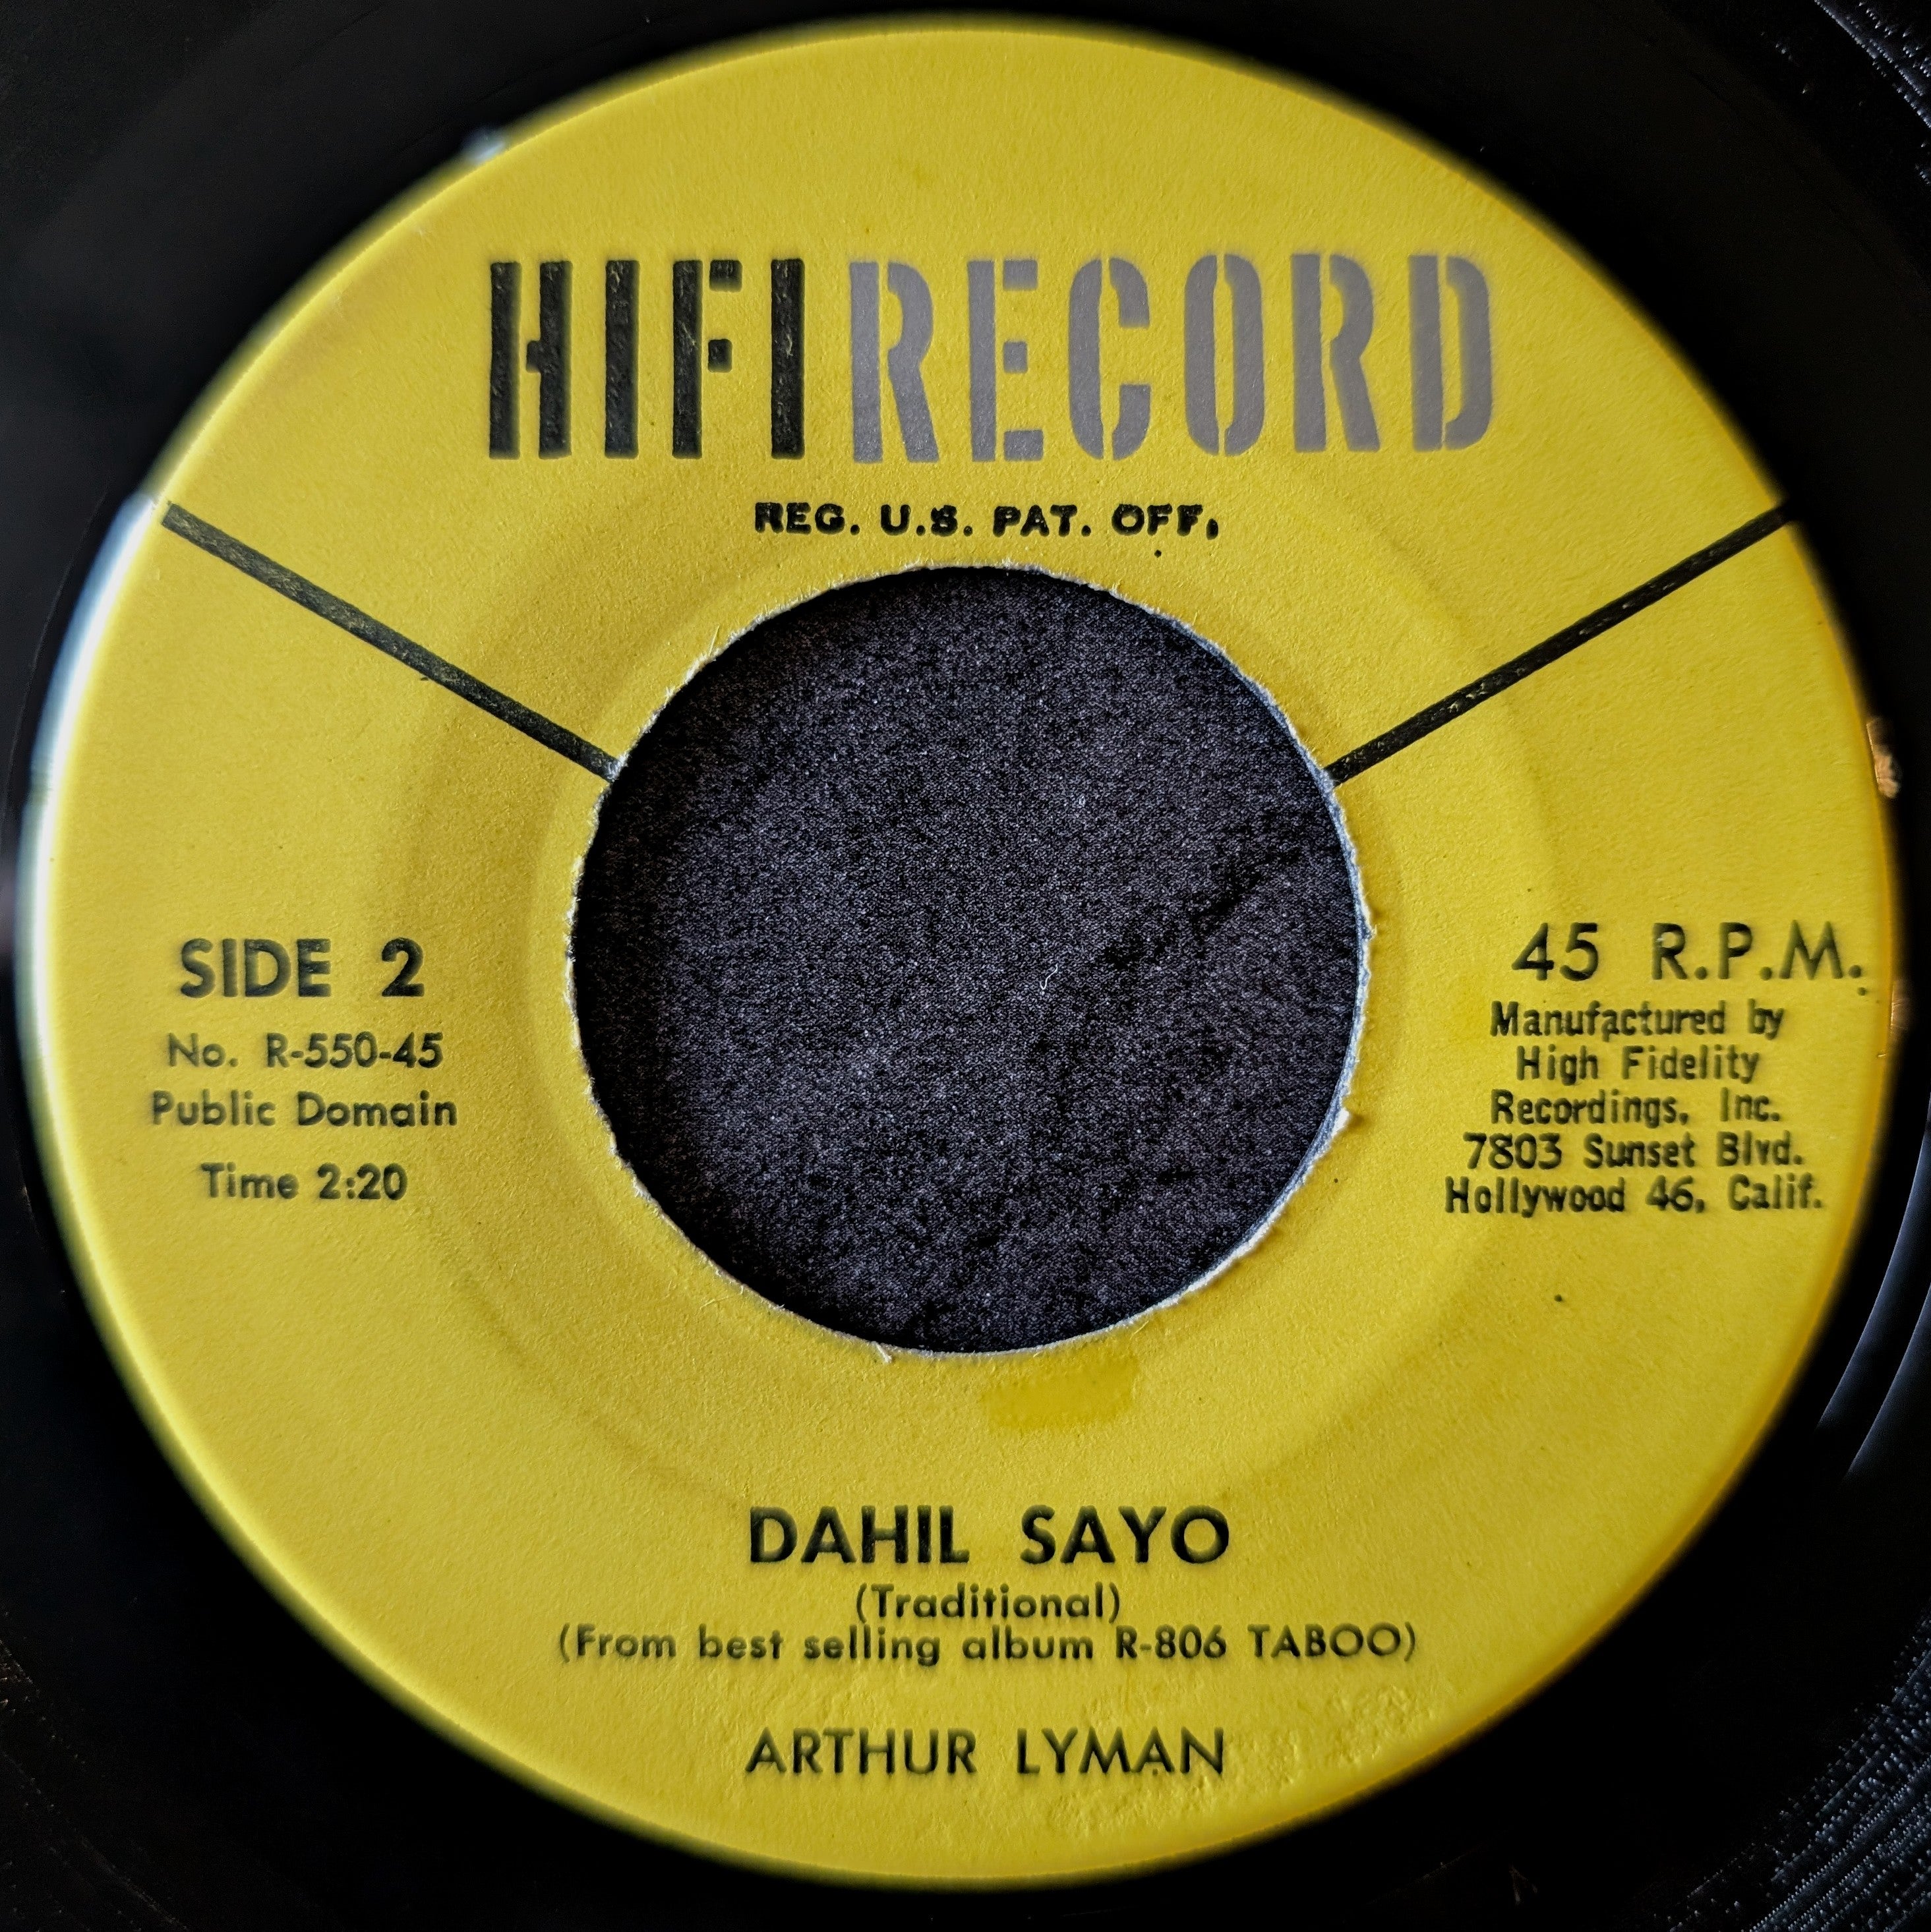 HIFIRECORD
REG. U.S. PAT. OFF.
SIDE 2
No. R-550-45
Public Domain
Time 2:20
45 R.P.M.
Manufactured by
High Fidelity
Recordings, Inc.
7803 Sunset Blvd.
Hollywood 46, Calif.
DAHIL SAYO
(Traditional)
(From best selling album R-806 TABOO)
ARTHUR LYMAN